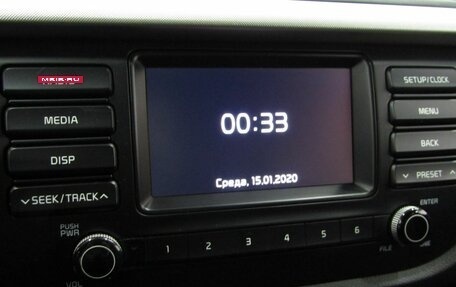 SETUP/CLOCK
MEDIA
MENU
00:33
DISP
BACK
Среда, 15.01.2020
∨ SEEK/TRACK ∧
∨ PRESET ∧
PUSH
PWR
VOL
1 2 3 4 5 6
ENTER
FILE